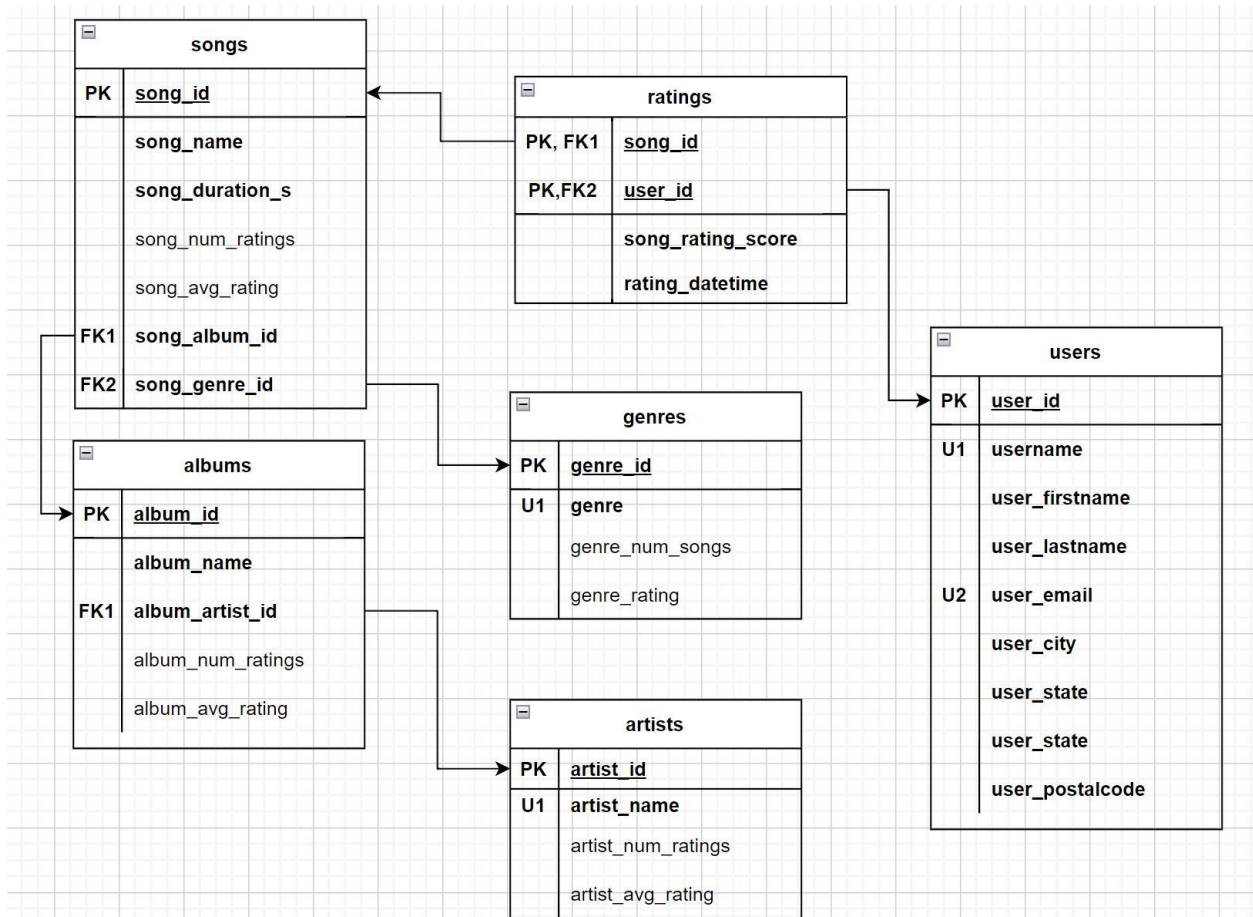 songs
PK song_id
song_name
song_duration_s
song_num_ratings
song_avg_rating
FK1 song_album_id
FK2 song_genre_id
ratings
PK, FK1 song_id
PK,FK2 user_id
song_rating_score
rating_datetime
users
PK user_id
U1 username
user_firstname
user_lastname
U2 user_email
user_city
user_state
user_state
user_postalcode
genres
PK genre_id
U1 genre
genre_num_songs
genre_rating
albums
PK album_id
album_name
FK1 album_artist_id
album_num_ratings
album_avg_rating
artists
PK artist_id
U1 artist_name
artist_num_ratings
artist_avg_rating